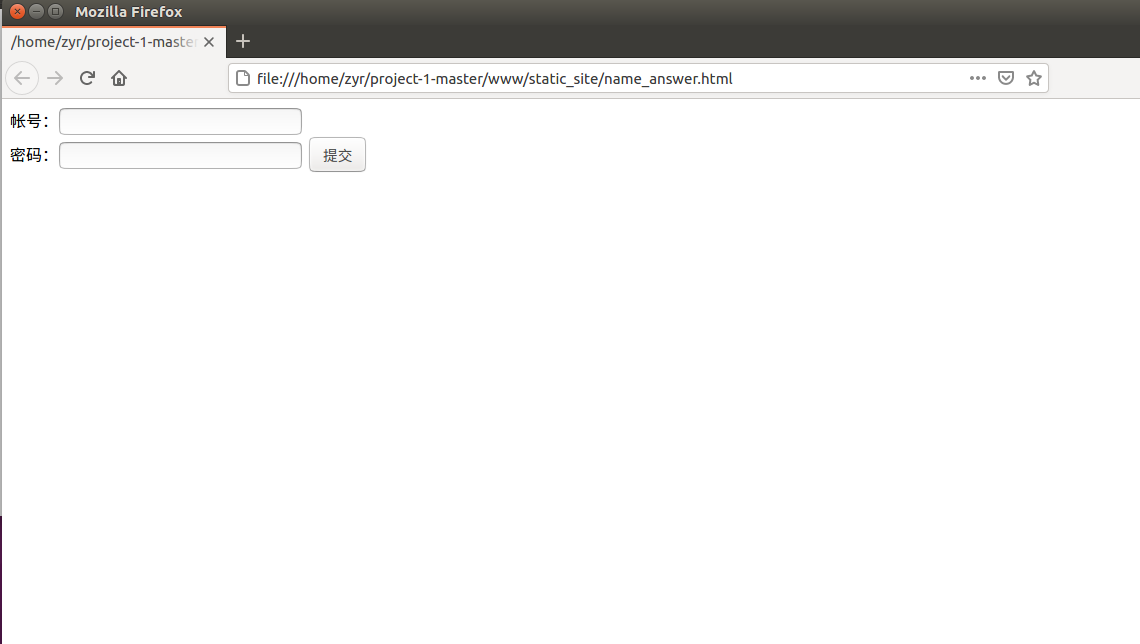 Mozilla Firefox
/home/zyr/project-1-master
file:///home/zyr/project-1-master/www/static_site/name_answer.html
帐号：
密码：
提交